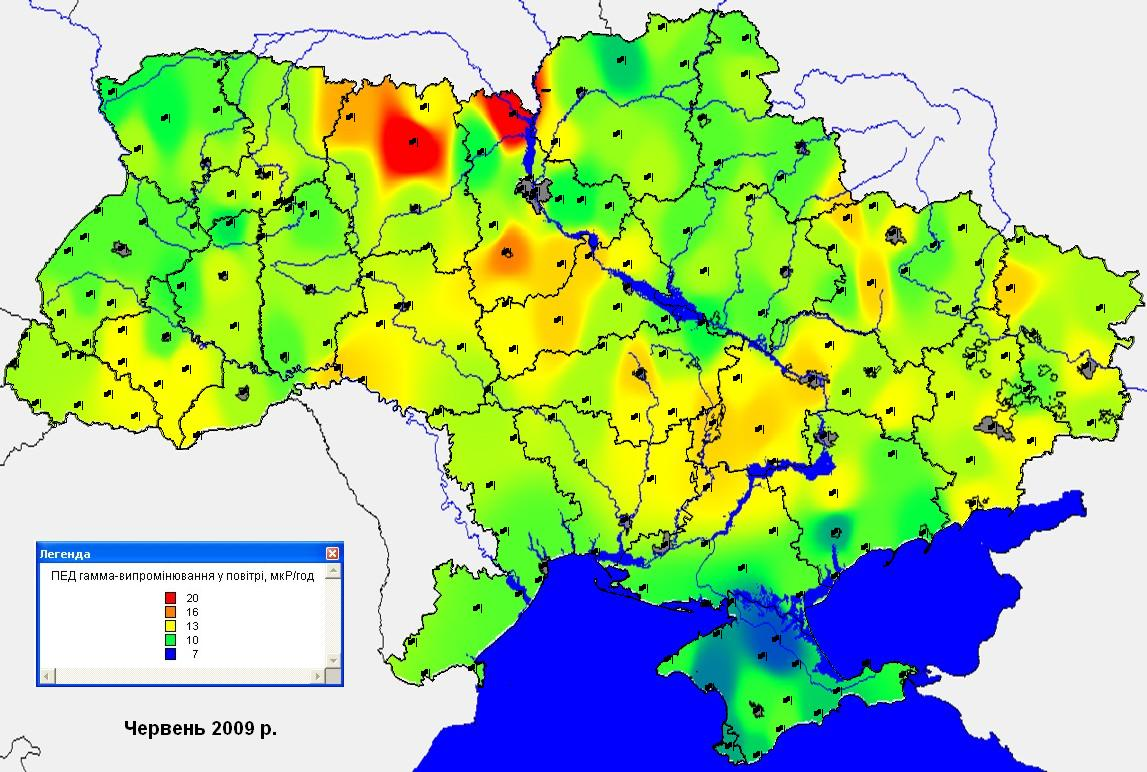 Легенда
ПЕД гамма-випромінювання у повітрі, мкР/год
20
16
13
10
7
Червень 2009 р.